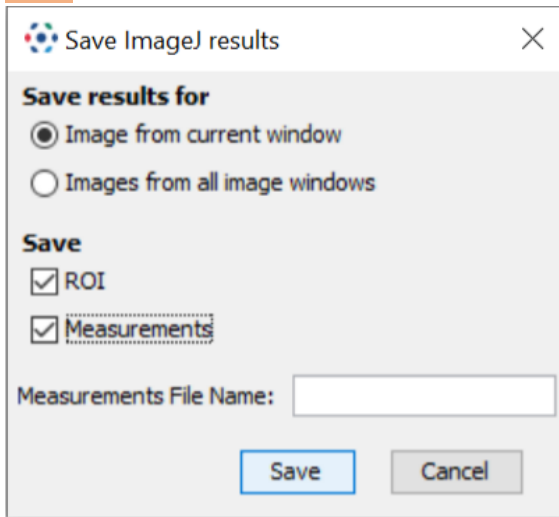 Save ImageJ results
Save results for
Image from current window
Images from all image windows
Save
ROI
Measurements
Measurements File Name:
Save Cancel